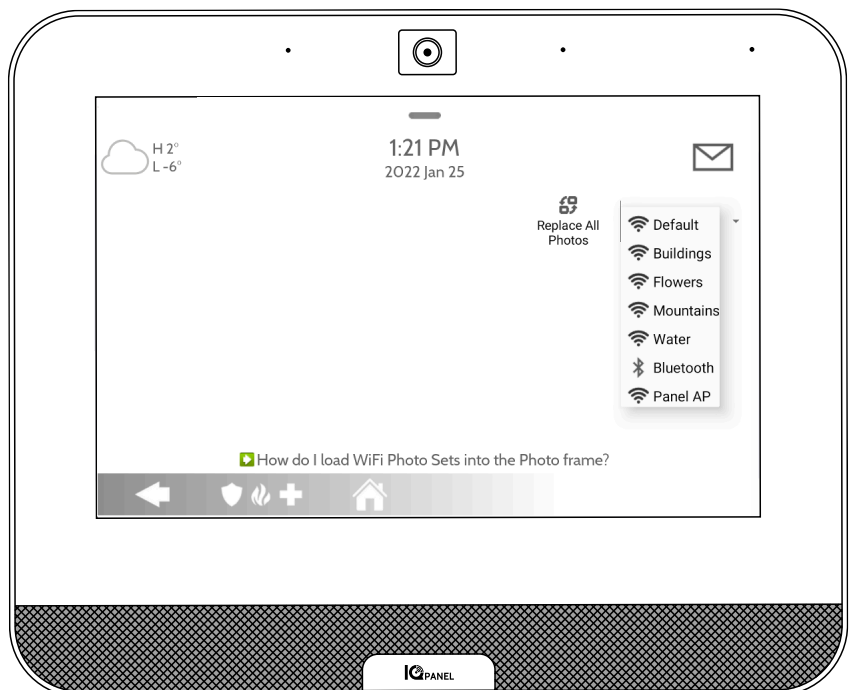 H 2°
L -6°
1:21 PM
2022 Jan 25
Replace All
Photos
Default
Buildings
Flowers
Mountains
Water
Bluetooth
Panel AP
How do I load WiFi Photo Sets into the Photo frame?
IQ PANEL